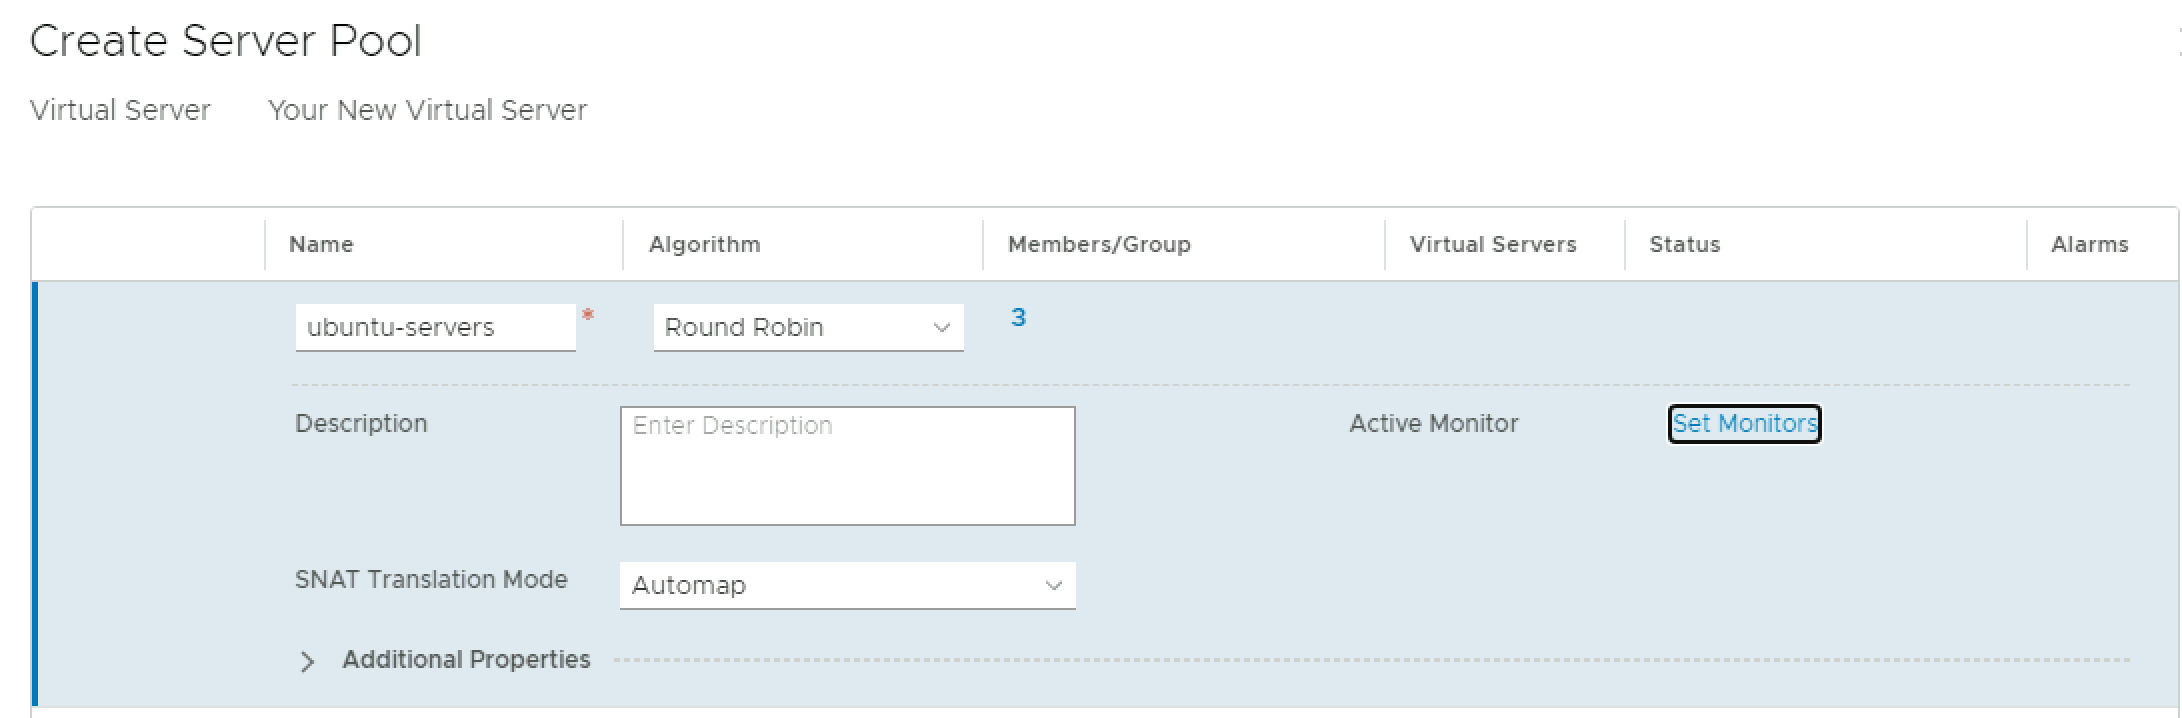 Create Server Pool
Virtual Server Your New Virtual Server
Name Algorithm Members/Group Virtual Servers Status Alarms
ubuntu-servers * Round Robin 3
Description Enter Description Active Monitor Set Monitors
SNAT Translation Mode Automap
Additional Properties